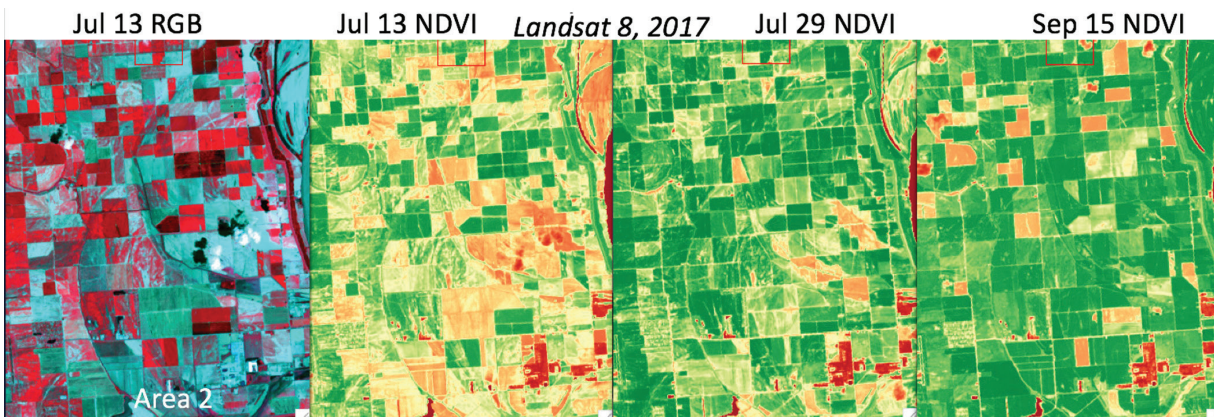 Jul 13 RGB
Jul 13 NDVI
Landsat 8, 2017
Jul 29 NDVI
Sep 15 NDVI
Area 2